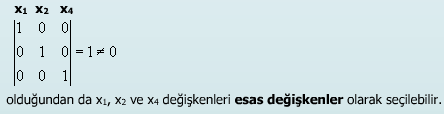 x₁ x₂ x₄
|1 0 0|
|0 1 0| = 1 ≠ 0
|0 0 1|
olduğundan da x₁, x₂ ve x₄ değişkenleri esas değişkenler olarak seçilebilir.